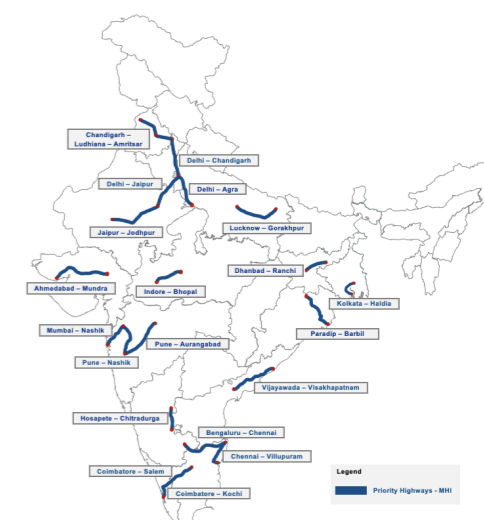 Chandigarh –
Ludhiana – Amritsar
Delhi – Chandigarh
Delhi – Jaipur
Delhi – Agra
Jaipur – Jodhpur
Lucknow – Gorakhpur
Dhanbad – Ranchi
Ahmedabad – Mundra
Indore – Bhopal
Kolkata – Haldia
Mumbai – Nashik
Paradip – Barbil
Pune – Aurangabad
Pune – Nashik
Vijayawada – Visakhapatnam
Hosapete – Chitradurga
Bengaluru – Chennai
Chennai – Villupuram
Coimbatore – Salem
Legend
Coimbatore – Kochi
Priority Highways - MHI